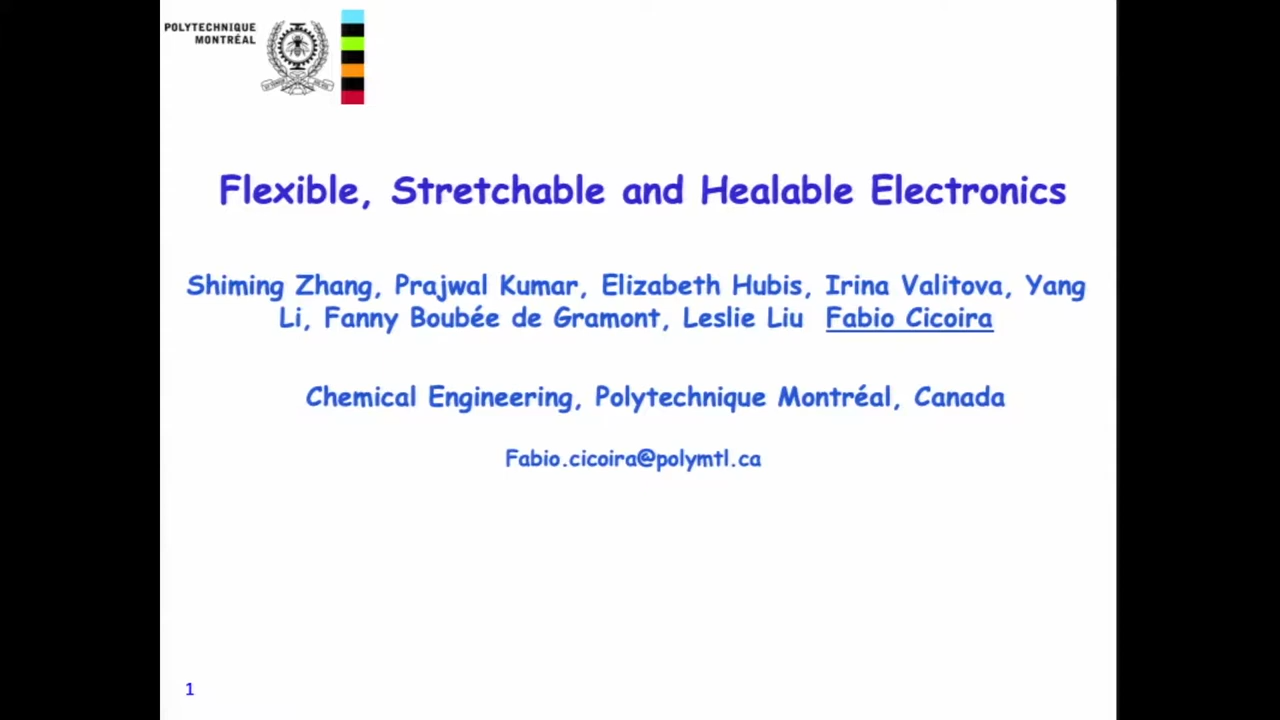 POLYTECHNIQUE
MONTRÉAL
Flexible, Stretchable and Healable Electronics
Shiming Zhang, Prajwal Kumar, Elizabeth Hubis, Irina Valitova, Yang
Li, Fanny Boubée de Gramont, Leslie Liu Fabio Cicoira
Chemical Engineering, Polytechnique Montréal, Canada
Fabio.cicoira@polymtl.ca
1